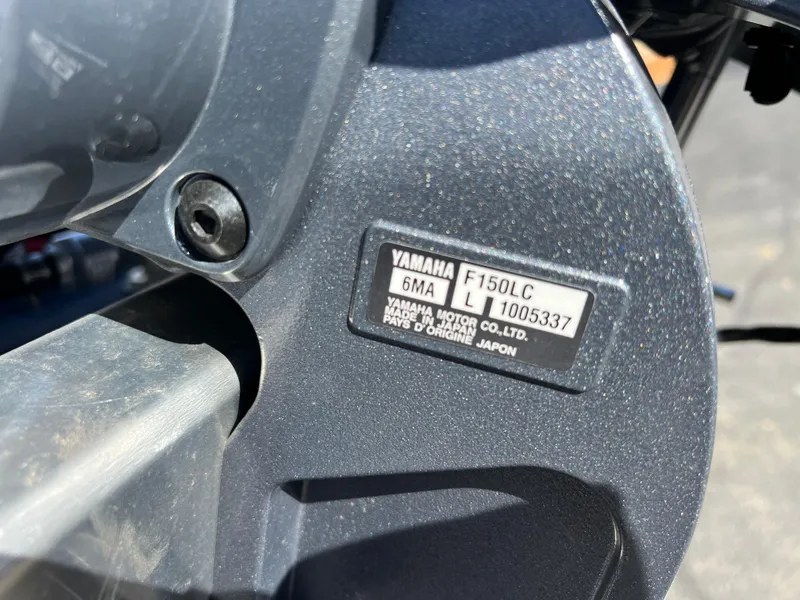 YAMAHA F150LC
6MA L 1005337
YAMAHA MOTOR CO.,LTD.
MADE IN JAPAN
PAYS D'ORIGINE JAPON